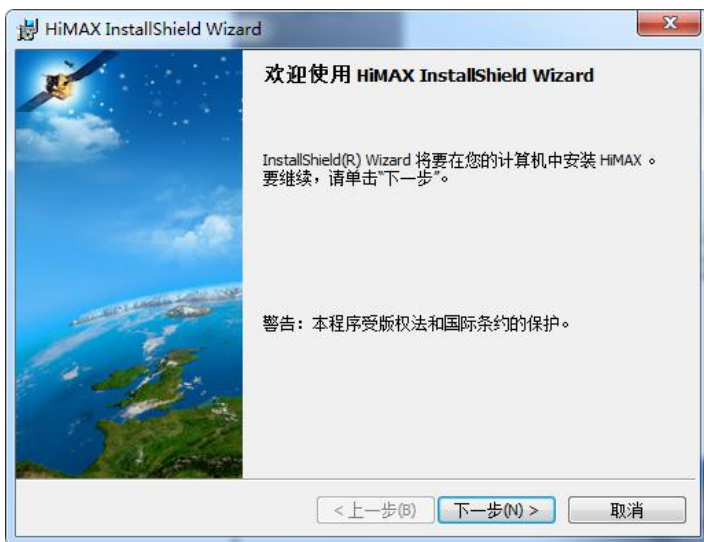 HiMAX InstallShield Wizard
欢迎使用 HiMAX InstallShield Wizard
InstallShield(R) Wizard 将要在您的计算机中安装 HiMAX 。
要继续，请单击“下一步”。
警告：本程序受版权法和国际条约的保护。
< 上一步(B) 下一步(N) > 取消